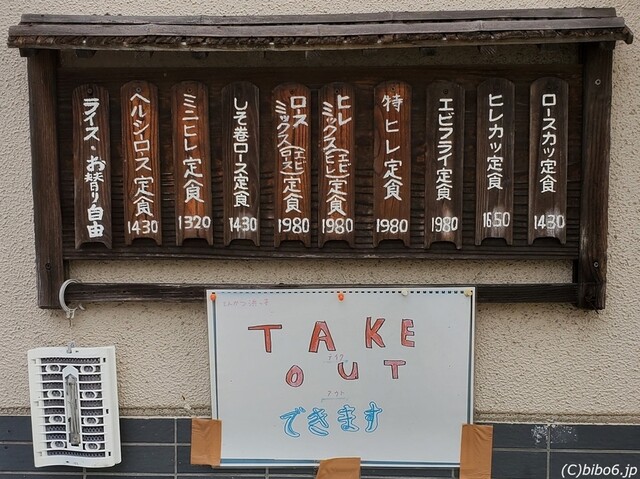 ロースカツ定食
1430
ヒレカツ定食
1650
エビフライ定食
1980
特ヒレ定食
1980
ヒレミックス(エビヒレ)定食
1980
ロースミックス(エビロース)定食
1980
しそ巻ロース定食
1430
ミニヒレ定食
1320
ヘルシロース定食
1430
ライス・お替り自由
TAKE
テイク
OUT
アウト
できます
(C)bibo6.jp